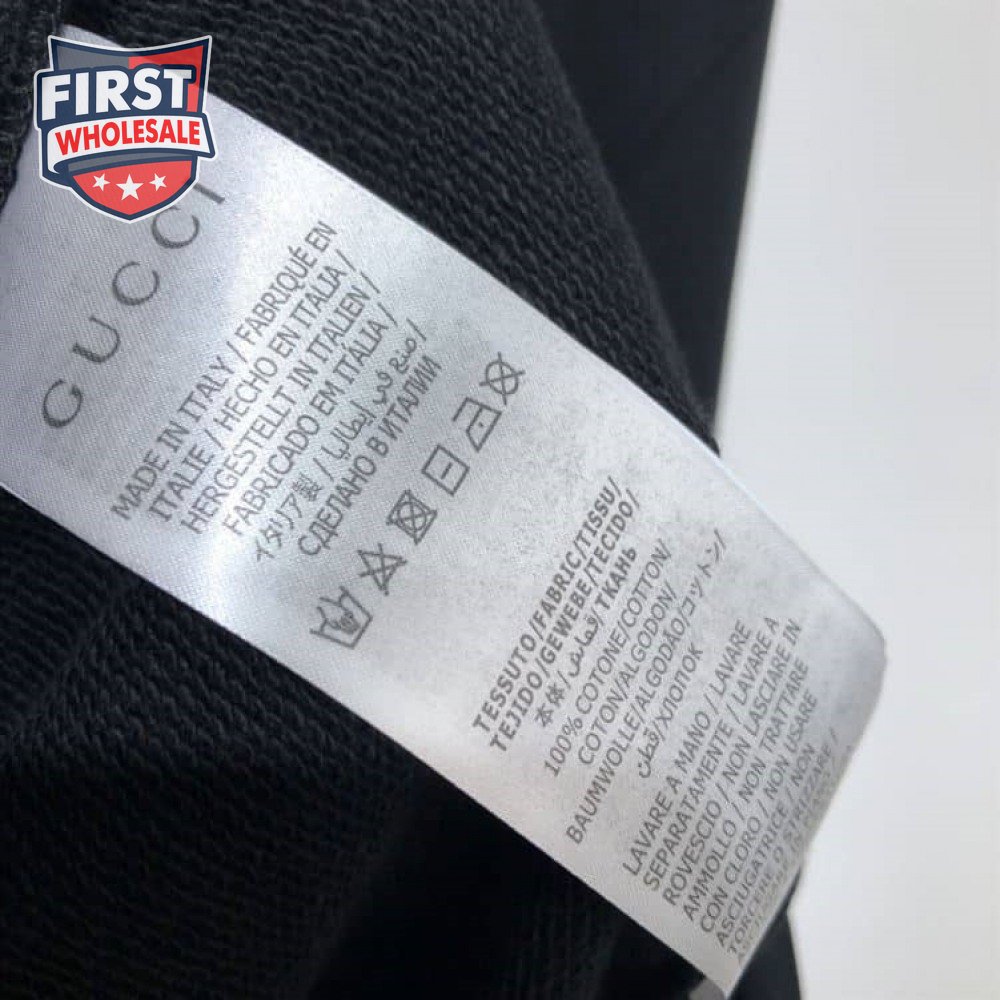 FIRST
WHOLESALE
GUCCI
MADE IN ITALY / FABRIQUÉ EN
ITALIE / HECHO EN ITALIA /
HERGESTELLT IN ITALIEN /
FABRICADO EM ITÁLIA /
イタリア製 / صنع في إيطاليا /
СДЕЛАНО В ИТАЛИИ
TESSUTO/FABRIC/TISSU/
TEJIDO/GEWEBE/TECIDO/
本体/قماش/ТКАНЬ
100% COTONE/COTTON/
COTON/ALGODON/
BAUMWOLLE/ALGODÃO/コットン/
قطن/ХЛОПОК
LAVARE A MANO / LAVARE
SEPARATAMENTE / LAVARE A
ROVESCIO / NON LASCIARE IN
AMMOLLO / NON TRATTARE
CON CLORO / NON USARE
ASCIUGATRICE / NON
TORCERE O STRIZZARE /